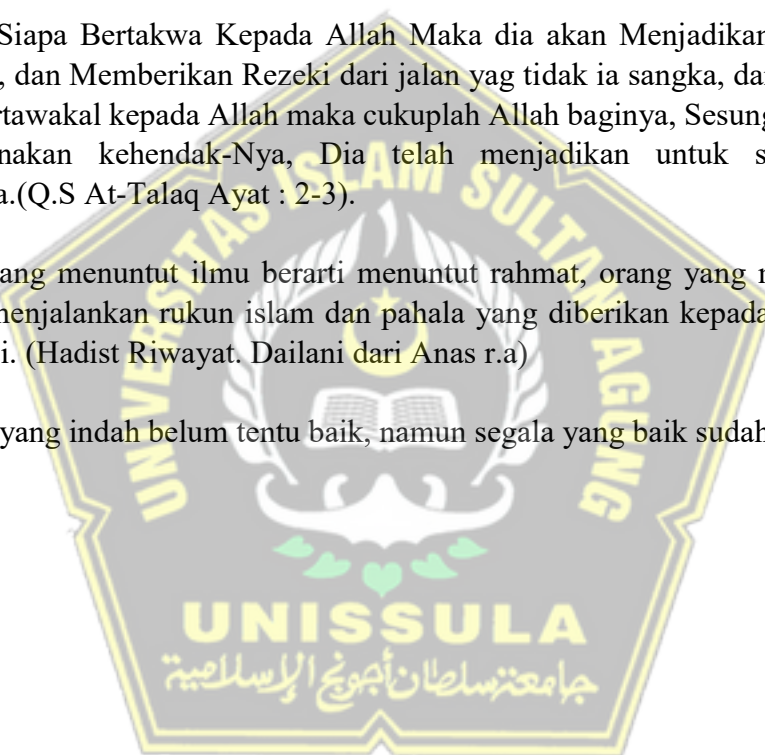 Siapa Bertakwa Kepada Allah Maka dia akan Menjadikan
, dan Memberikan Rezeki dari jalan yag tidak ia sangka, dan
rtawakal kepada Allah maka cukuplah Allah baginya, Sesung
nakan kehendak-Nya, Dia telah menjadikan untuk s
a.(Q.S At-Talaq Ayat : 2-3).
ang menuntut ilmu berarti menuntut rahmat, orang yang m
menjalankan rukun islam dan pahala yang diberikan kepada
i. (Hadist Riwayat. Dailani dari Anas r.a)
yang indah belum tentu baik, namun segala yang baik sudah
UNIVERSITAS ISLAM SULTAN AGUNG
UNISSULA
جامعة سلطان أجونج الإسلامية